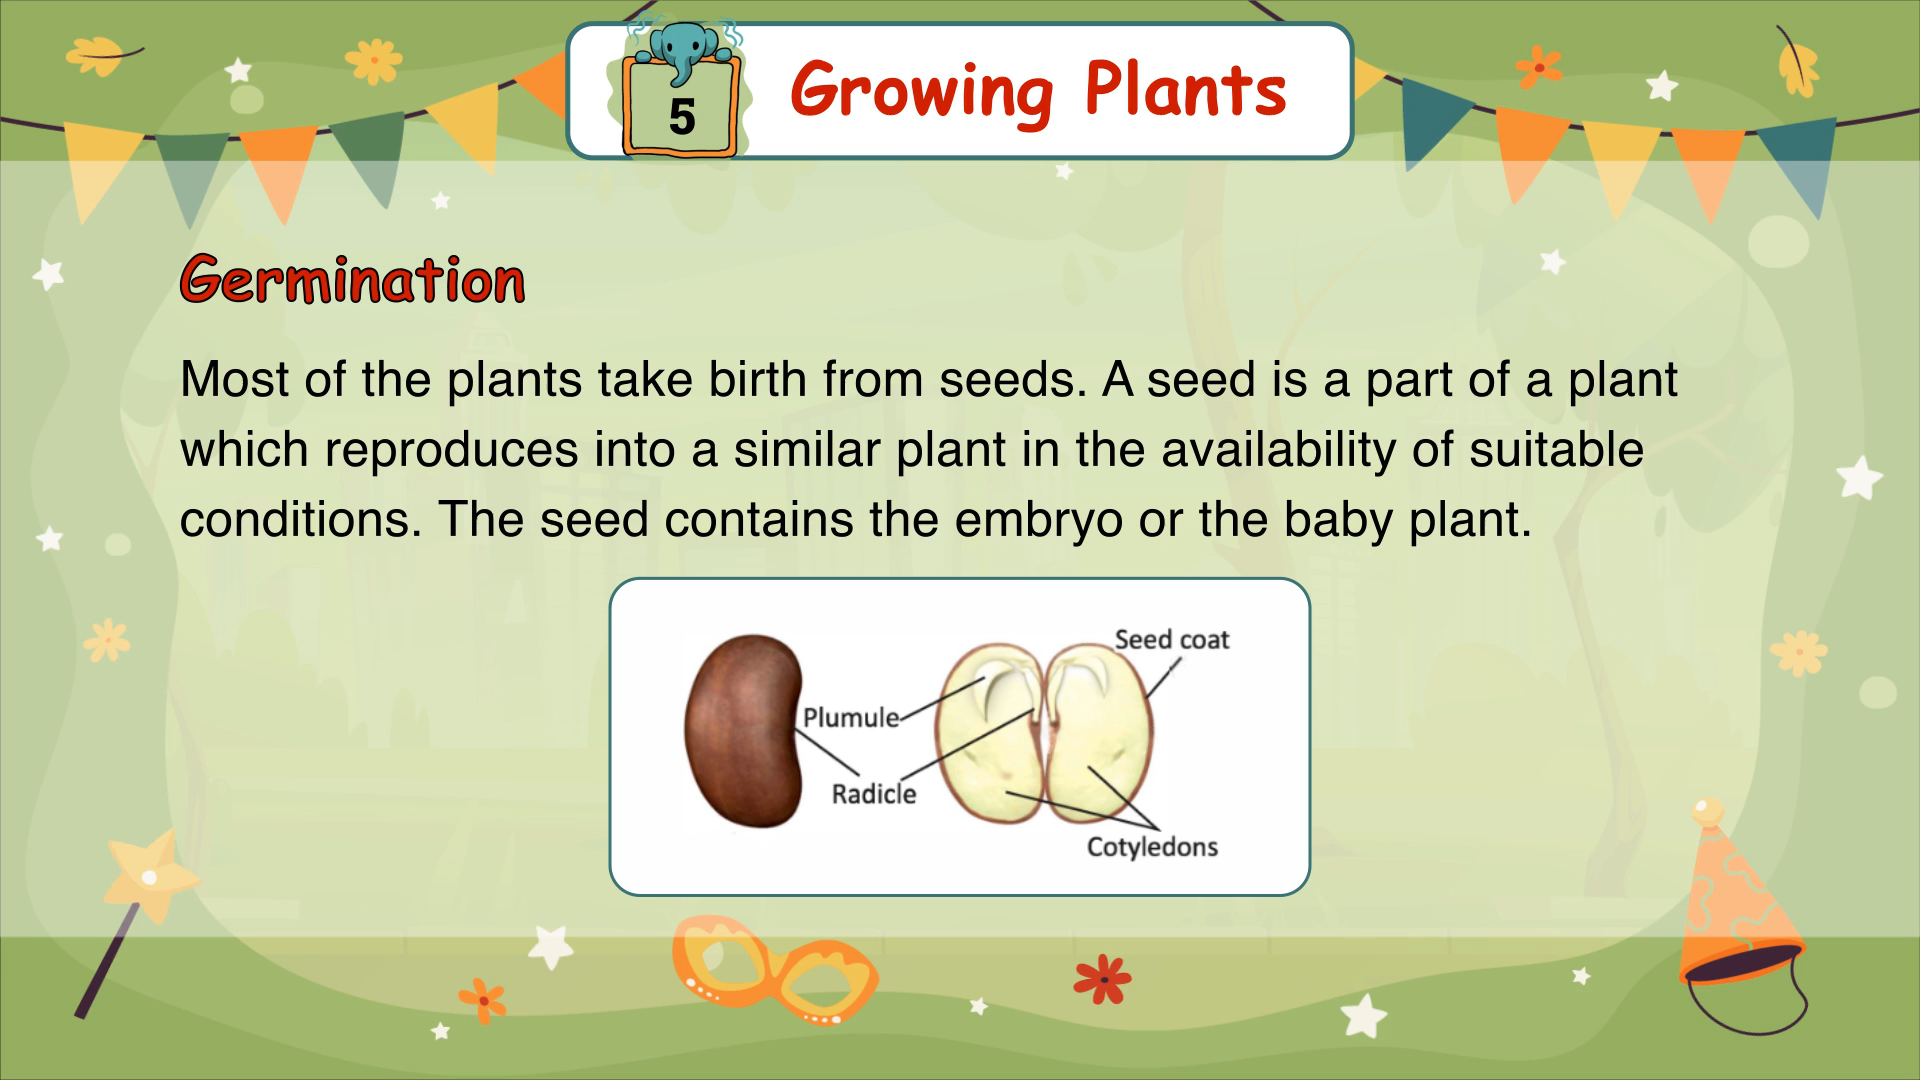 5
Growing Plants
Germination
Most of the plants take birth from seeds. A seed is a part of a plant
which reproduces into a similar plant in the availability of suitable
conditions. The seed contains the embryo or the baby plant.
Seed coat
Plumule
Radicle
Cotyledons